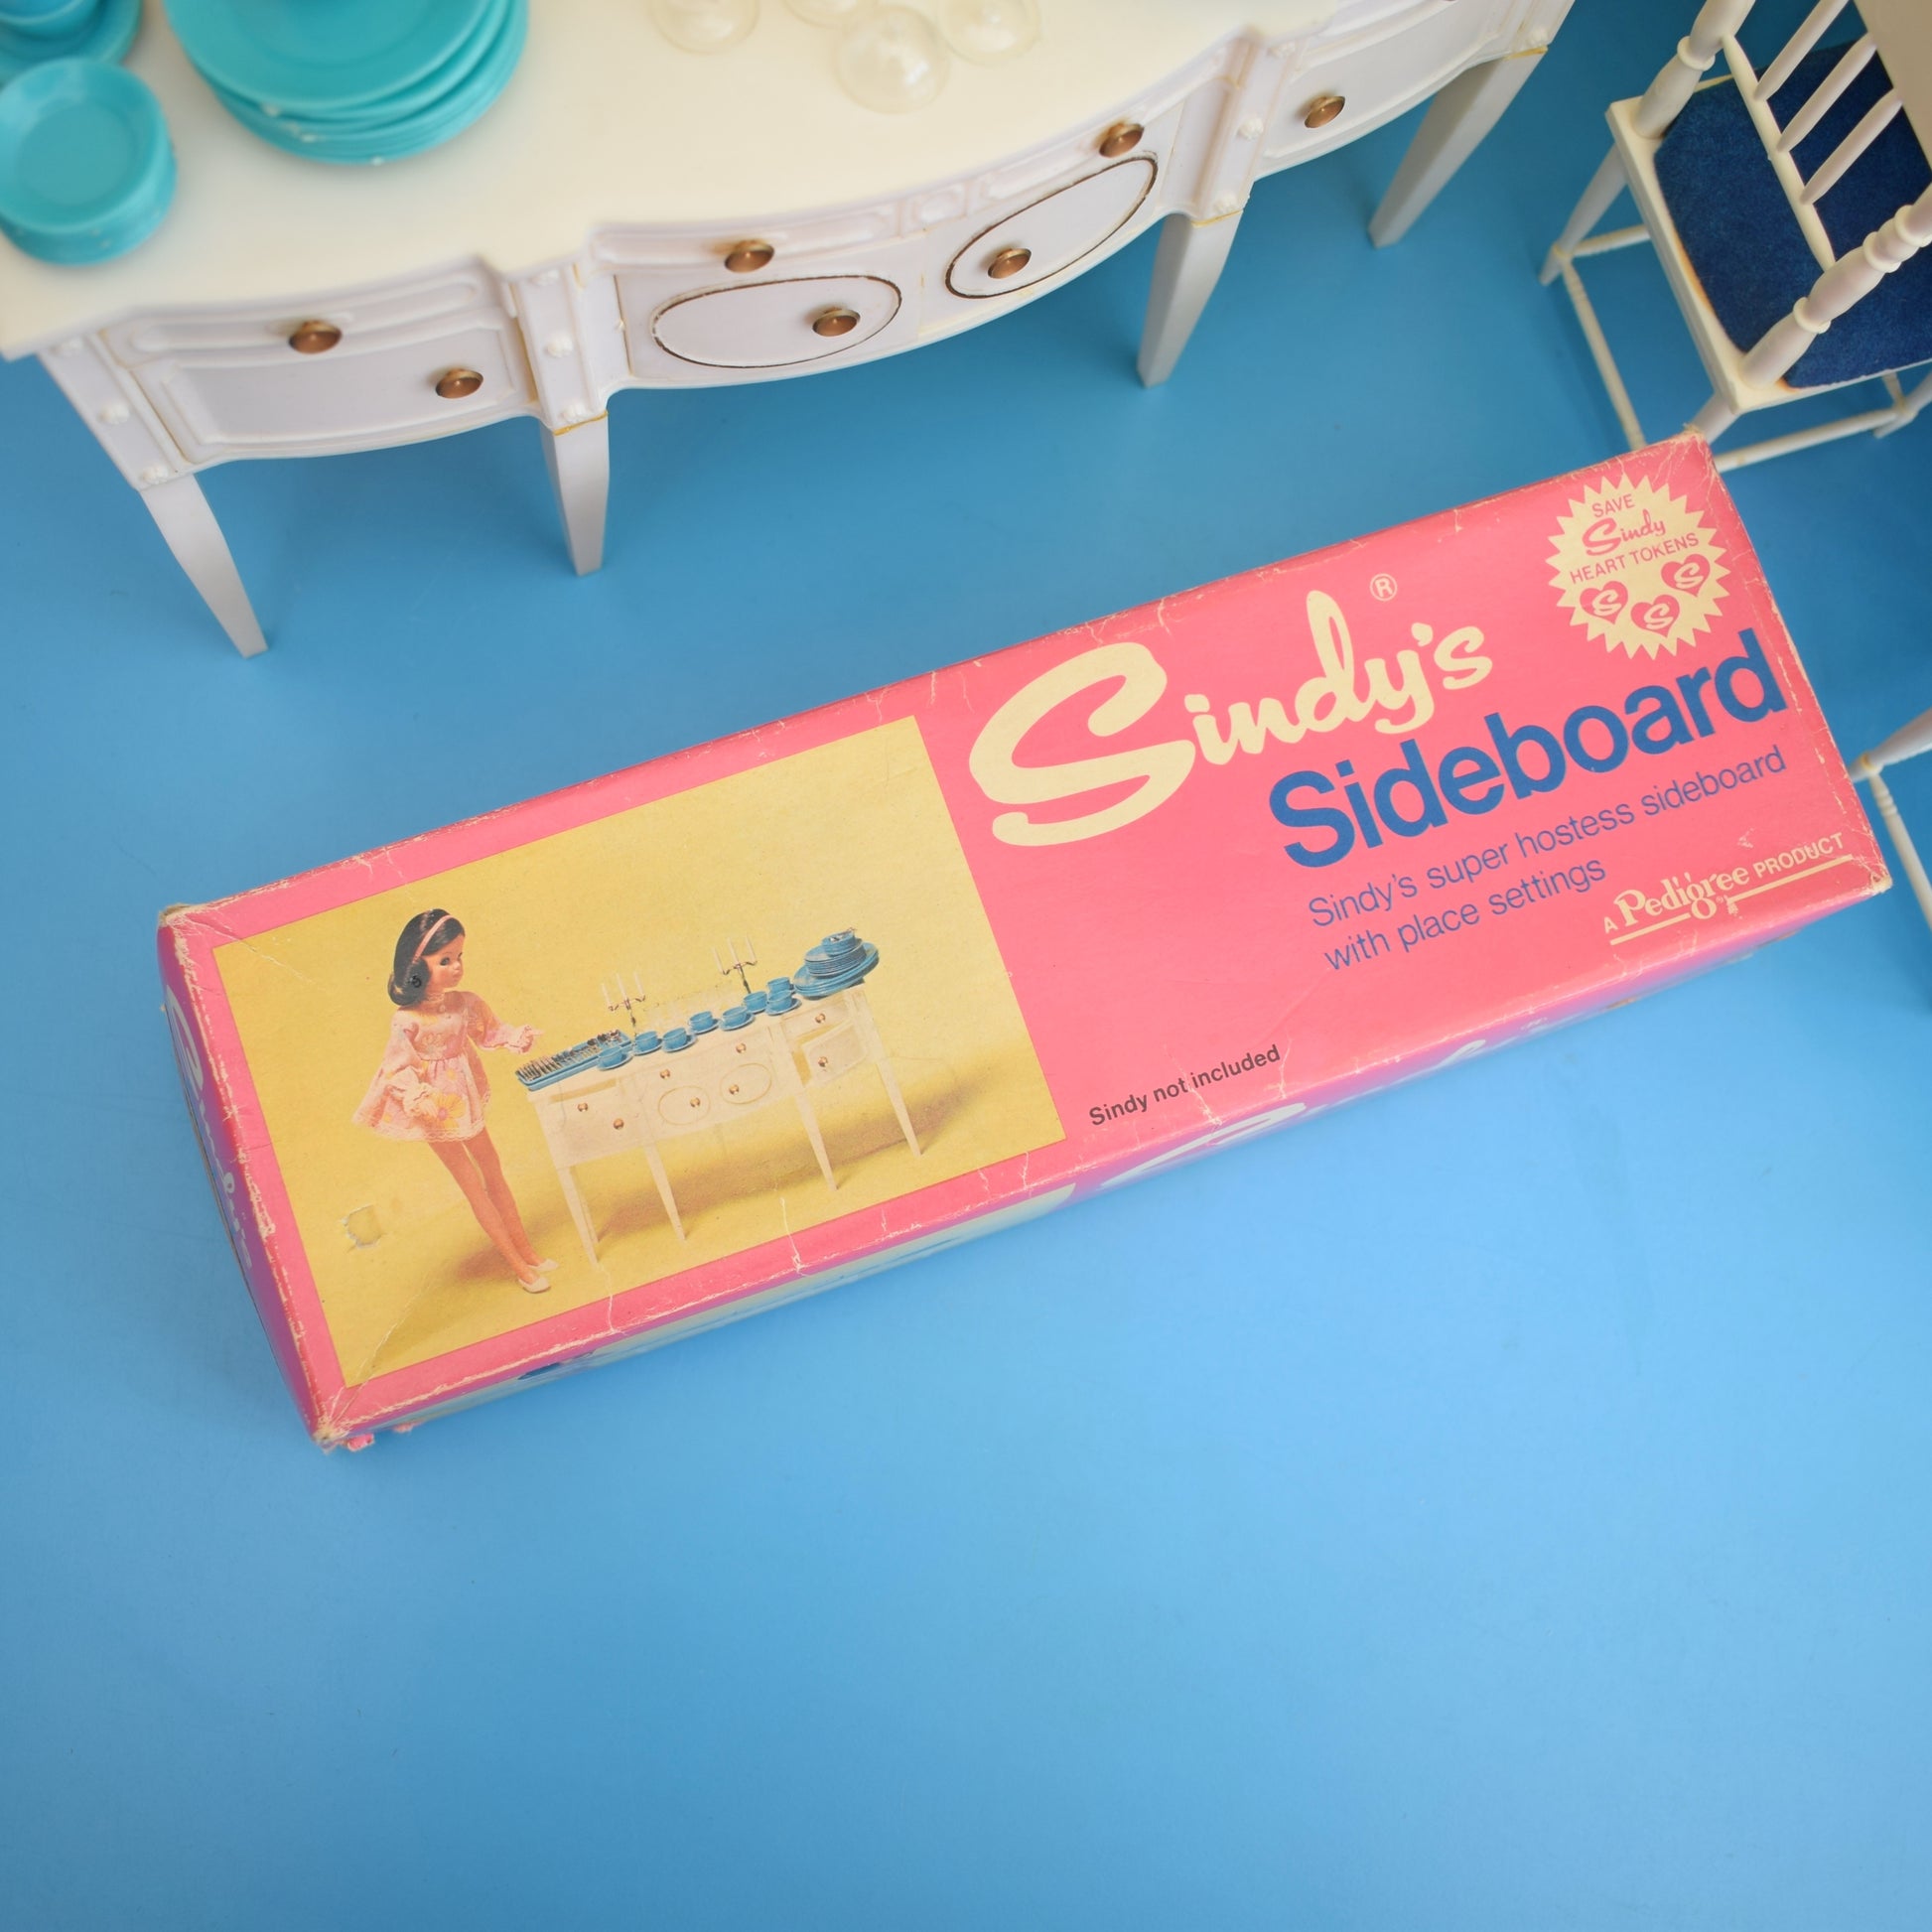 SAVE
Sindy
HEART TOKENS
S S S
Sindy's®
Sideboard
Sindy's super hostess sideboard
with place settings
A Pedigree PRODUCT
Sindy not included